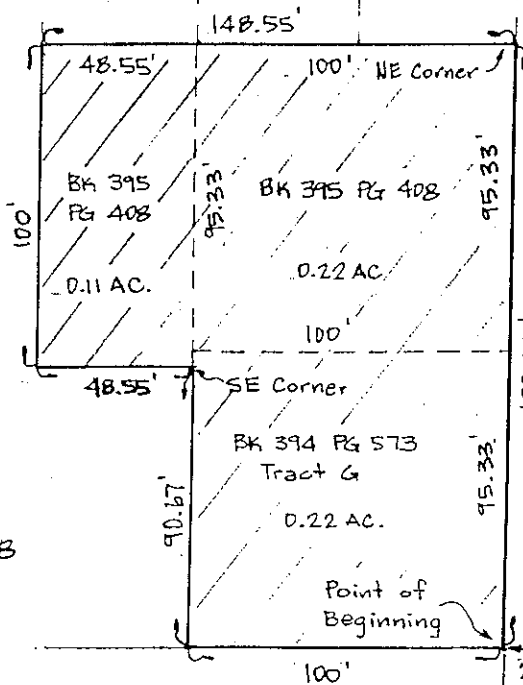 148.55'
48.55'
100'
NE Corner
100'
BK 395
PG 408
0.11 AC.
95.33'
BK 395 PG 408
0.22 AC
95.33'
100'
48.55'
SE Corner
90.67'
BK 394 PG 573
Tract G
0.22 AC.
95.33'
8
Point of
Beginning
100'